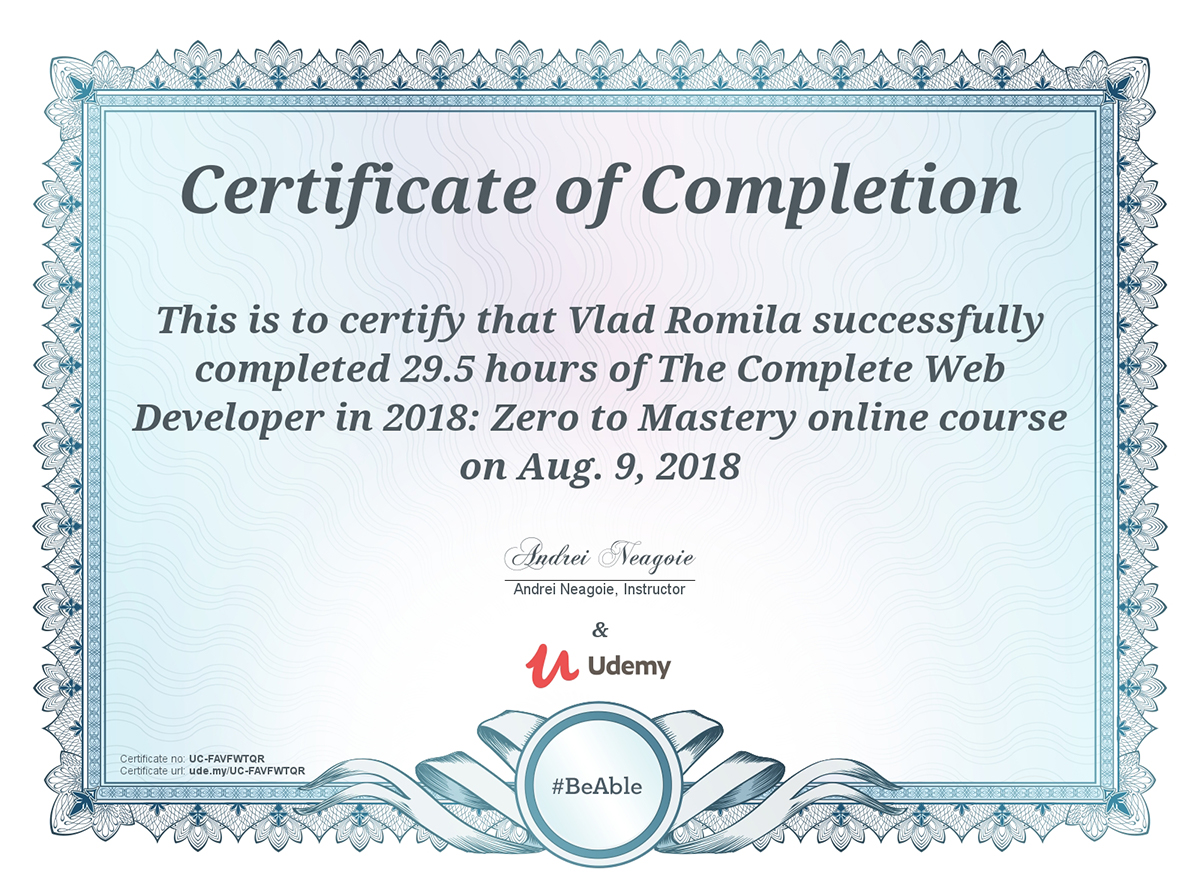 Certificate of Completion
This is to certify that Vlad Romila successfully
completed 29.5 hours of The Complete Web
Developer in 2018: Zero to Mastery online course
on Aug. 9, 2018
Andrei Neagoie
Andrei Neagoie, Instructor
&
Udemy
Certificate no: UC-FAVFWTQR
Certificate url: ude.my/UC-FAVFWTQR
#BeAble